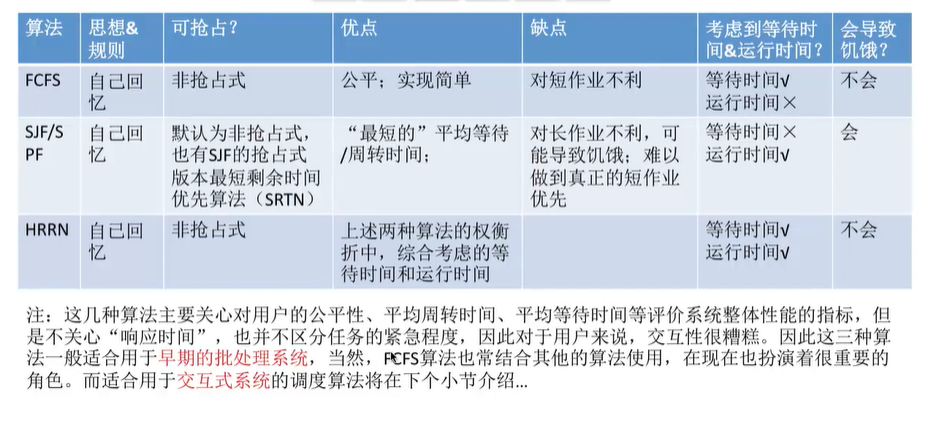 算法
思想&
规则
可抢占？
优点
缺点
考虑到等待时
间&运行时间？
会导致
饥饿？
FCFS
自己回
忆
非抢占式
公平；实现简单
对短作业不利
等待时间√
运行时间×
不会
SJF/S
PF
自己回
忆
默认为非抢占式，
也有SJF的抢占式
版本最短剩余时间
优先算法（SRTN）
“最短的”平均等待
/周转时间；
对长作业不利，可
能导致饥饿；难以
做到真正的短作业
优先
等待时间×
运行时间√
会
HRRN
自己回
忆
非抢占式
上述两种算法的权衡
折中，综合考虑的等
待时间和运行时间
等待时间√
运行时间√
不会
注：这几种算法主要关心对用户的公平性、平均周转时间、平均等待时间等评价系统整体性能的指标，但
是不关心“响应时间”，也并不区分任务的紧急程度，因此对于用户来说，交互性很糟糕。因此这三种算
法一般适合用于早期的批处理系统，当然，FCFS算法也常结合其他的算法使用，在现在也扮演着很重要的
角色。而适合用于交互式系统的调度算法将在下个小节介绍...